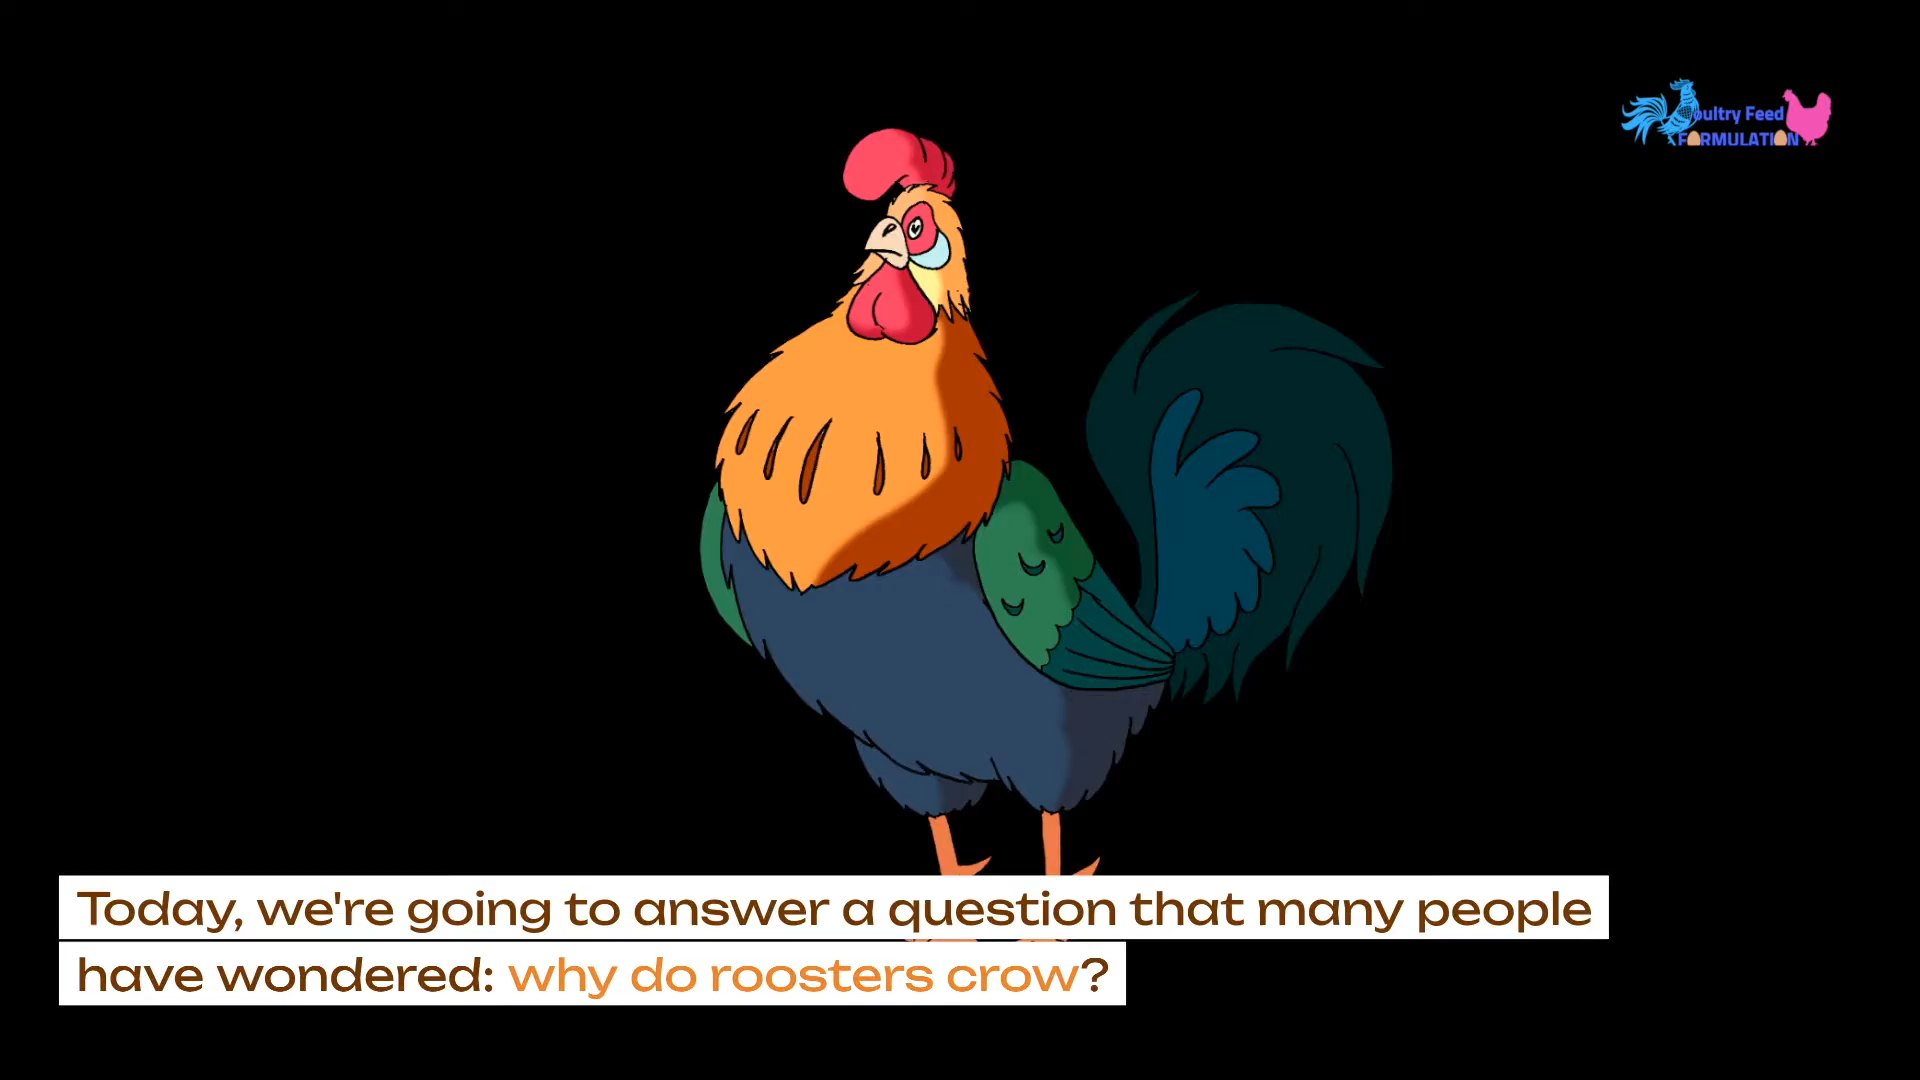 oultry Feed
FORMULATION
Today, we're going to answer a question that many people
have wondered: why do roosters crow?